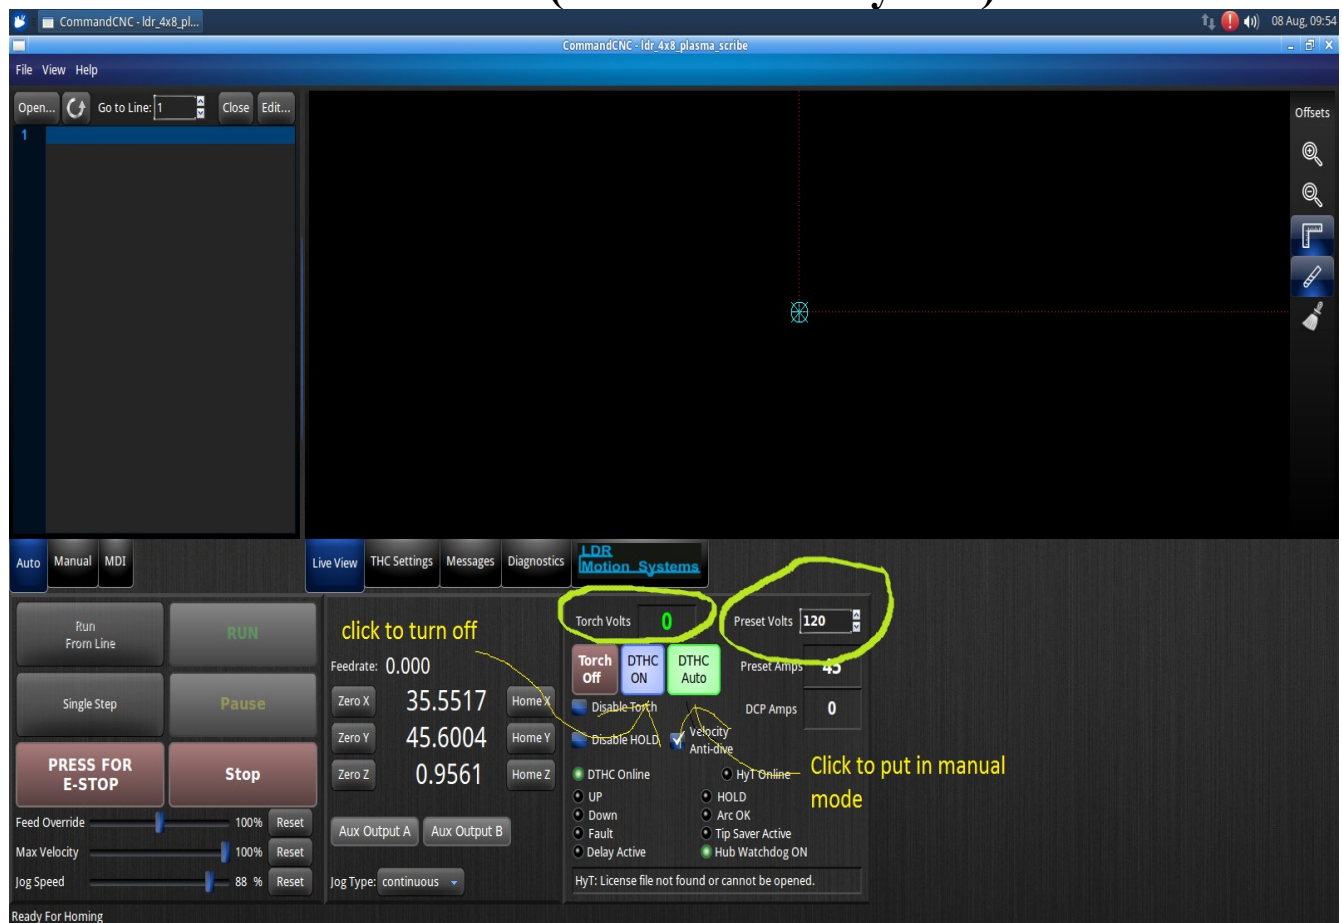 CommandCNC - ldr_4x8_pl...
08 Aug, 09:54
CommandCNC - ldr_4x8_plasma_scribe
File View Help
Open... Go to Line: 1 Close Edit...
Offsets
1
Auto Manual MDI
Live View THC Settings Messages Diagnostics LDR
Motion Systems
Run
From Line
RUN
Single Step
Pause
PRESS FOR
E-STOP
Stop
Feed Override 100% Reset
Max Velocity 100% Reset
Jog Speed 88 % Reset
click to turn off
Feedrate: 0.000
Zero X 35.5517 Home X
Zero Y 45.6004 Home Y
Zero Z 0.9561 Home Z
Aux Output A Aux Output B
Jog Type: continuous
Torch Volts 0 Preset Volts 120
Torch
Off
DTHC
ON
DTHC
Auto
Preset Amps 45
Disable Torch DCP Amps 0
Disable HOLD Velocity
Anti-dive
Click to put in manual
mode
DTHC Online HyT Online
UP HOLD
Down Arc OK
Fault Tip Saver Active
Delay Active Hub Watchdog ON
HyT: License file not found or cannot be opened.
Ready For Homing